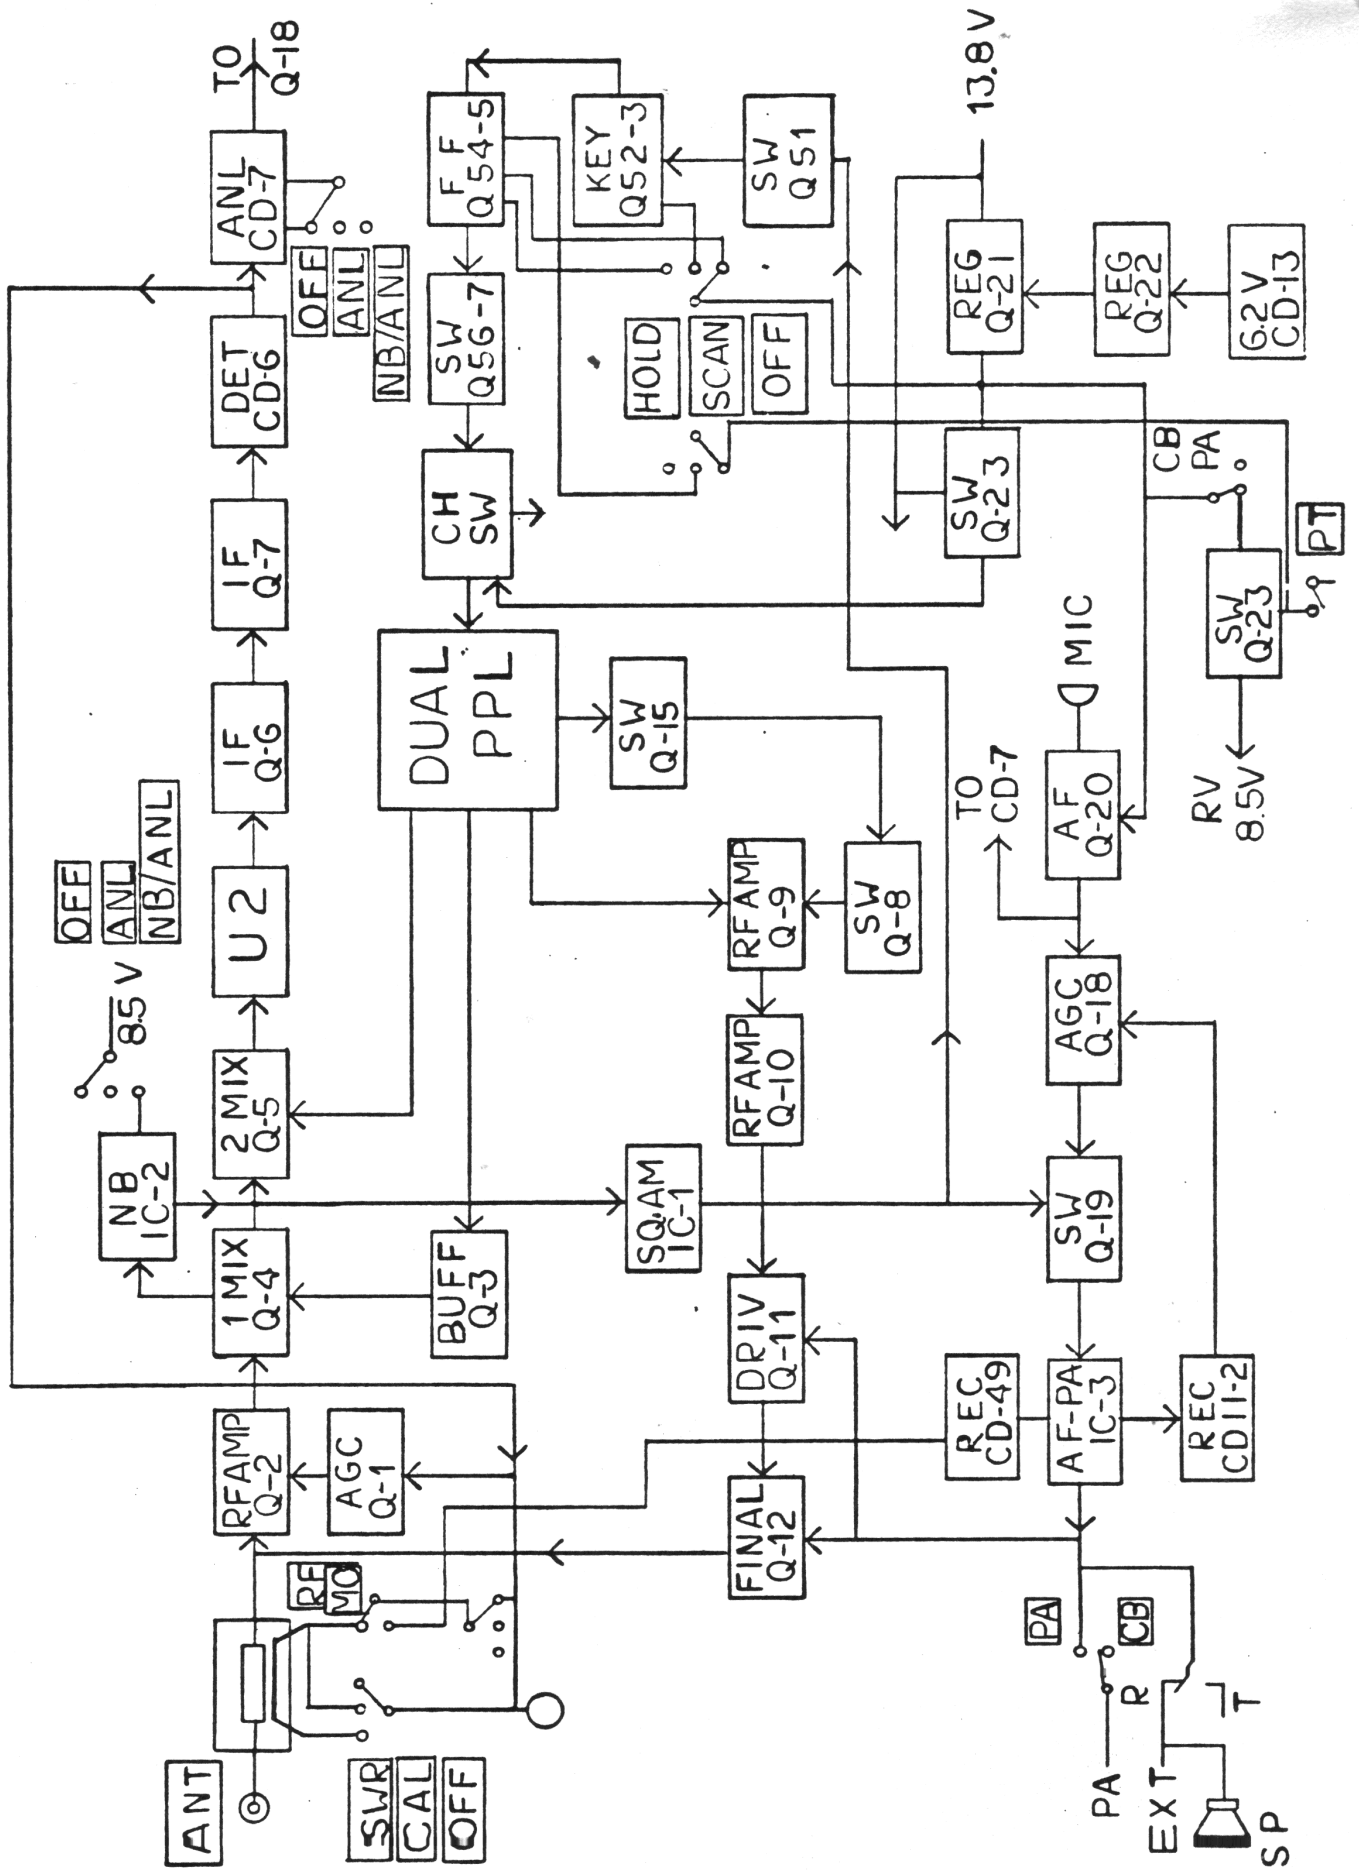 ANT
SWR
CAL
OFF
RF
MO
RFAMP
Q-2
AGC
Q-1
1 MIX
Q-4
NB
IC-2
8.5 V
OFF
ANL
NB/ANL
2 MIX
Q-5
U2
IF
Q-6
IF
Q-7
DET
CD-6
ANL
CD-7
TO
Q-18
OFF
ANL
NB/ANL
BUFF
Q-3
DUAL
PPL
CH
SW
SW
Q56-7
F F
Q54-5
KEY
Q52-3
SW
Q51
HOLD
SCAN
OFF
SW
Q-15
SQ.AM
IC-1
FINAL
Q-12
DRIV
Q-11
RFAMP
Q-10
RFAMP
Q-9
SW
Q-8
13.8 V
REG
Q-21
REG
Q-22
6.2 V
CD-13
SW
Q-23
CB
PA
SW
Q-23
PT
RV
8.5V
MIC
AF
Q-20
TO
CD-7
AGC
Q-18
SW
Q-19
REC
CD-49
AF-PA
IC-3
REC
CD11-2
PA
CB
PA
R
EXT
T
SP